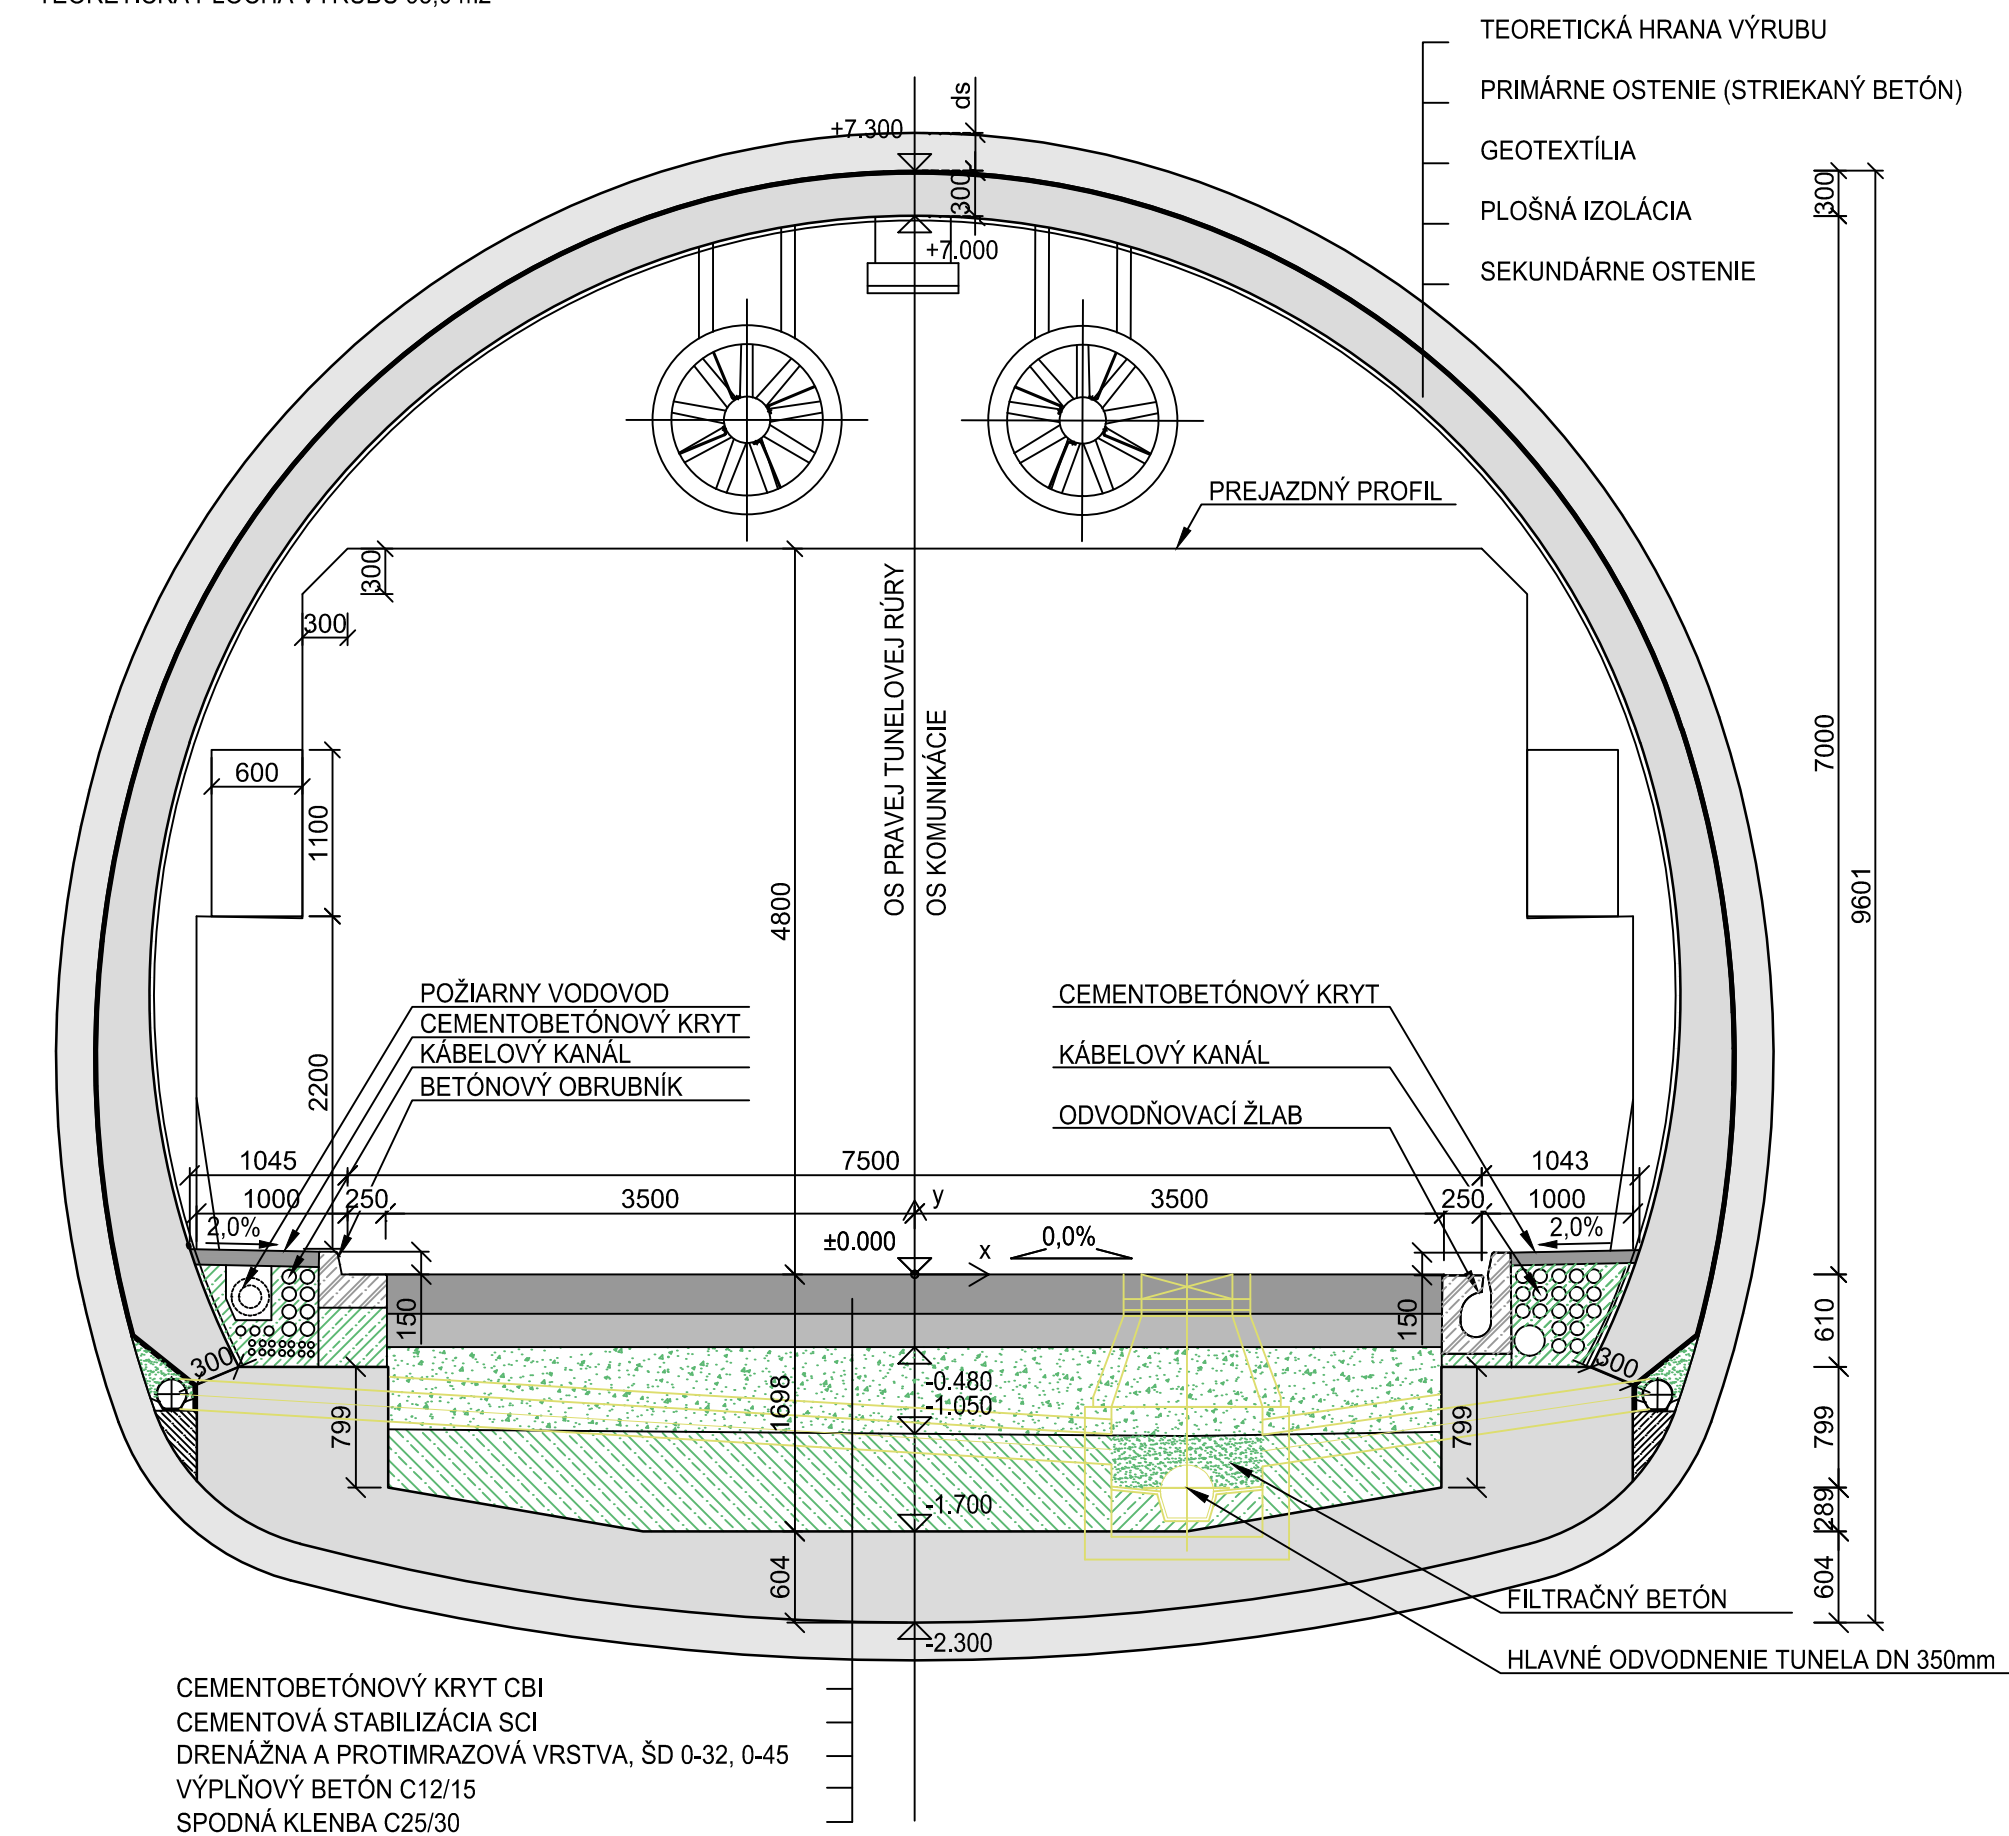 TEORETICKÁ HRANA VÝRUBU
PRIMÁRNE OSTENIE (STRIEKANÝ BETÓN)
GEOTEXTÍLIA
PLOŠNÁ IZOLÁCIA
SEKUNDÁRNE OSTENIE
ds
+7.300
300
+7.000
300
PREJAZDNÝ PROFIL
300
300
OS PRAVEJ TUNELOVEJ RÚRY
OS KOMUNIKÁCIE
7000
9601
600
1100
4800
2200
POŽIARNY VODOVOD
CEMENTOBETÓNOVÝ KRYT
KÁBELOVÝ KANÁL
BETÓNOVÝ OBRUBNÍK
CEMENTOBETÓNOVÝ KRYT
KÁBELOVÝ KANÁL
ODVODŇOVACÍ ŽLAB
1045 7500 1043
1000 250 3500 y 3500 250 1000
2,0% ±0.000 x 0,0% 2,0%
150
150
610
300
300
799
1698
-0.480
-1.050
799
799
-1.700
289
604
604
-2.300
FILTRAČNÝ BETÓN
HLAVNÉ ODVODNENIE TUNELA DN 350mm
CEMENTOBETÓNOVÝ KRYT CBI
CEMENTOVÁ STABILIZÁCIA SCI
DRENÁŽNA A PROTIMRAZOVÁ VRSTVA, ŠD 0-32, 0-45
VÝPLŇOVÝ BETÓN C12/15
SPODNÁ KLENBA C25/30